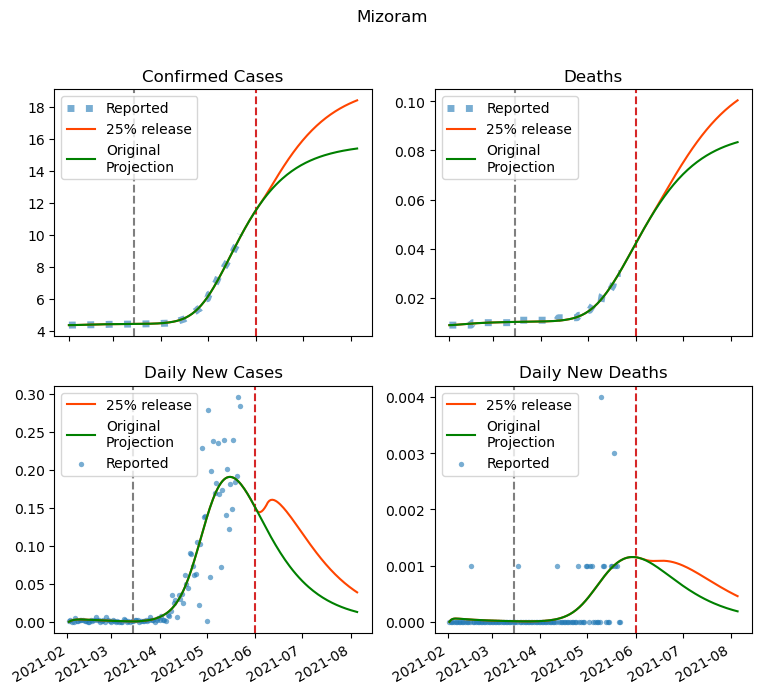 Mizoram
Confirmed Cases
18
16
14
12
10
8
6
4
Reported
25% release
Original
Projection
Deaths
0.10
0.08
0.06
0.04
0.02
Reported
25% release
Original
Projection
Daily New Cases
0.30
0.25
0.20
0.15
0.10
0.05
0.00
25% release
Original
Projection
Reported
2021-02
2021-03
2021-04
2021-05
2021-06
2021-07
2021-08
Daily New Deaths
0.004
0.003
0.002
0.001
0.000
25% release
Original
Projection
Reported
2021-02
2021-03
2021-04
2021-05
2021-06
2021-07
2021-08